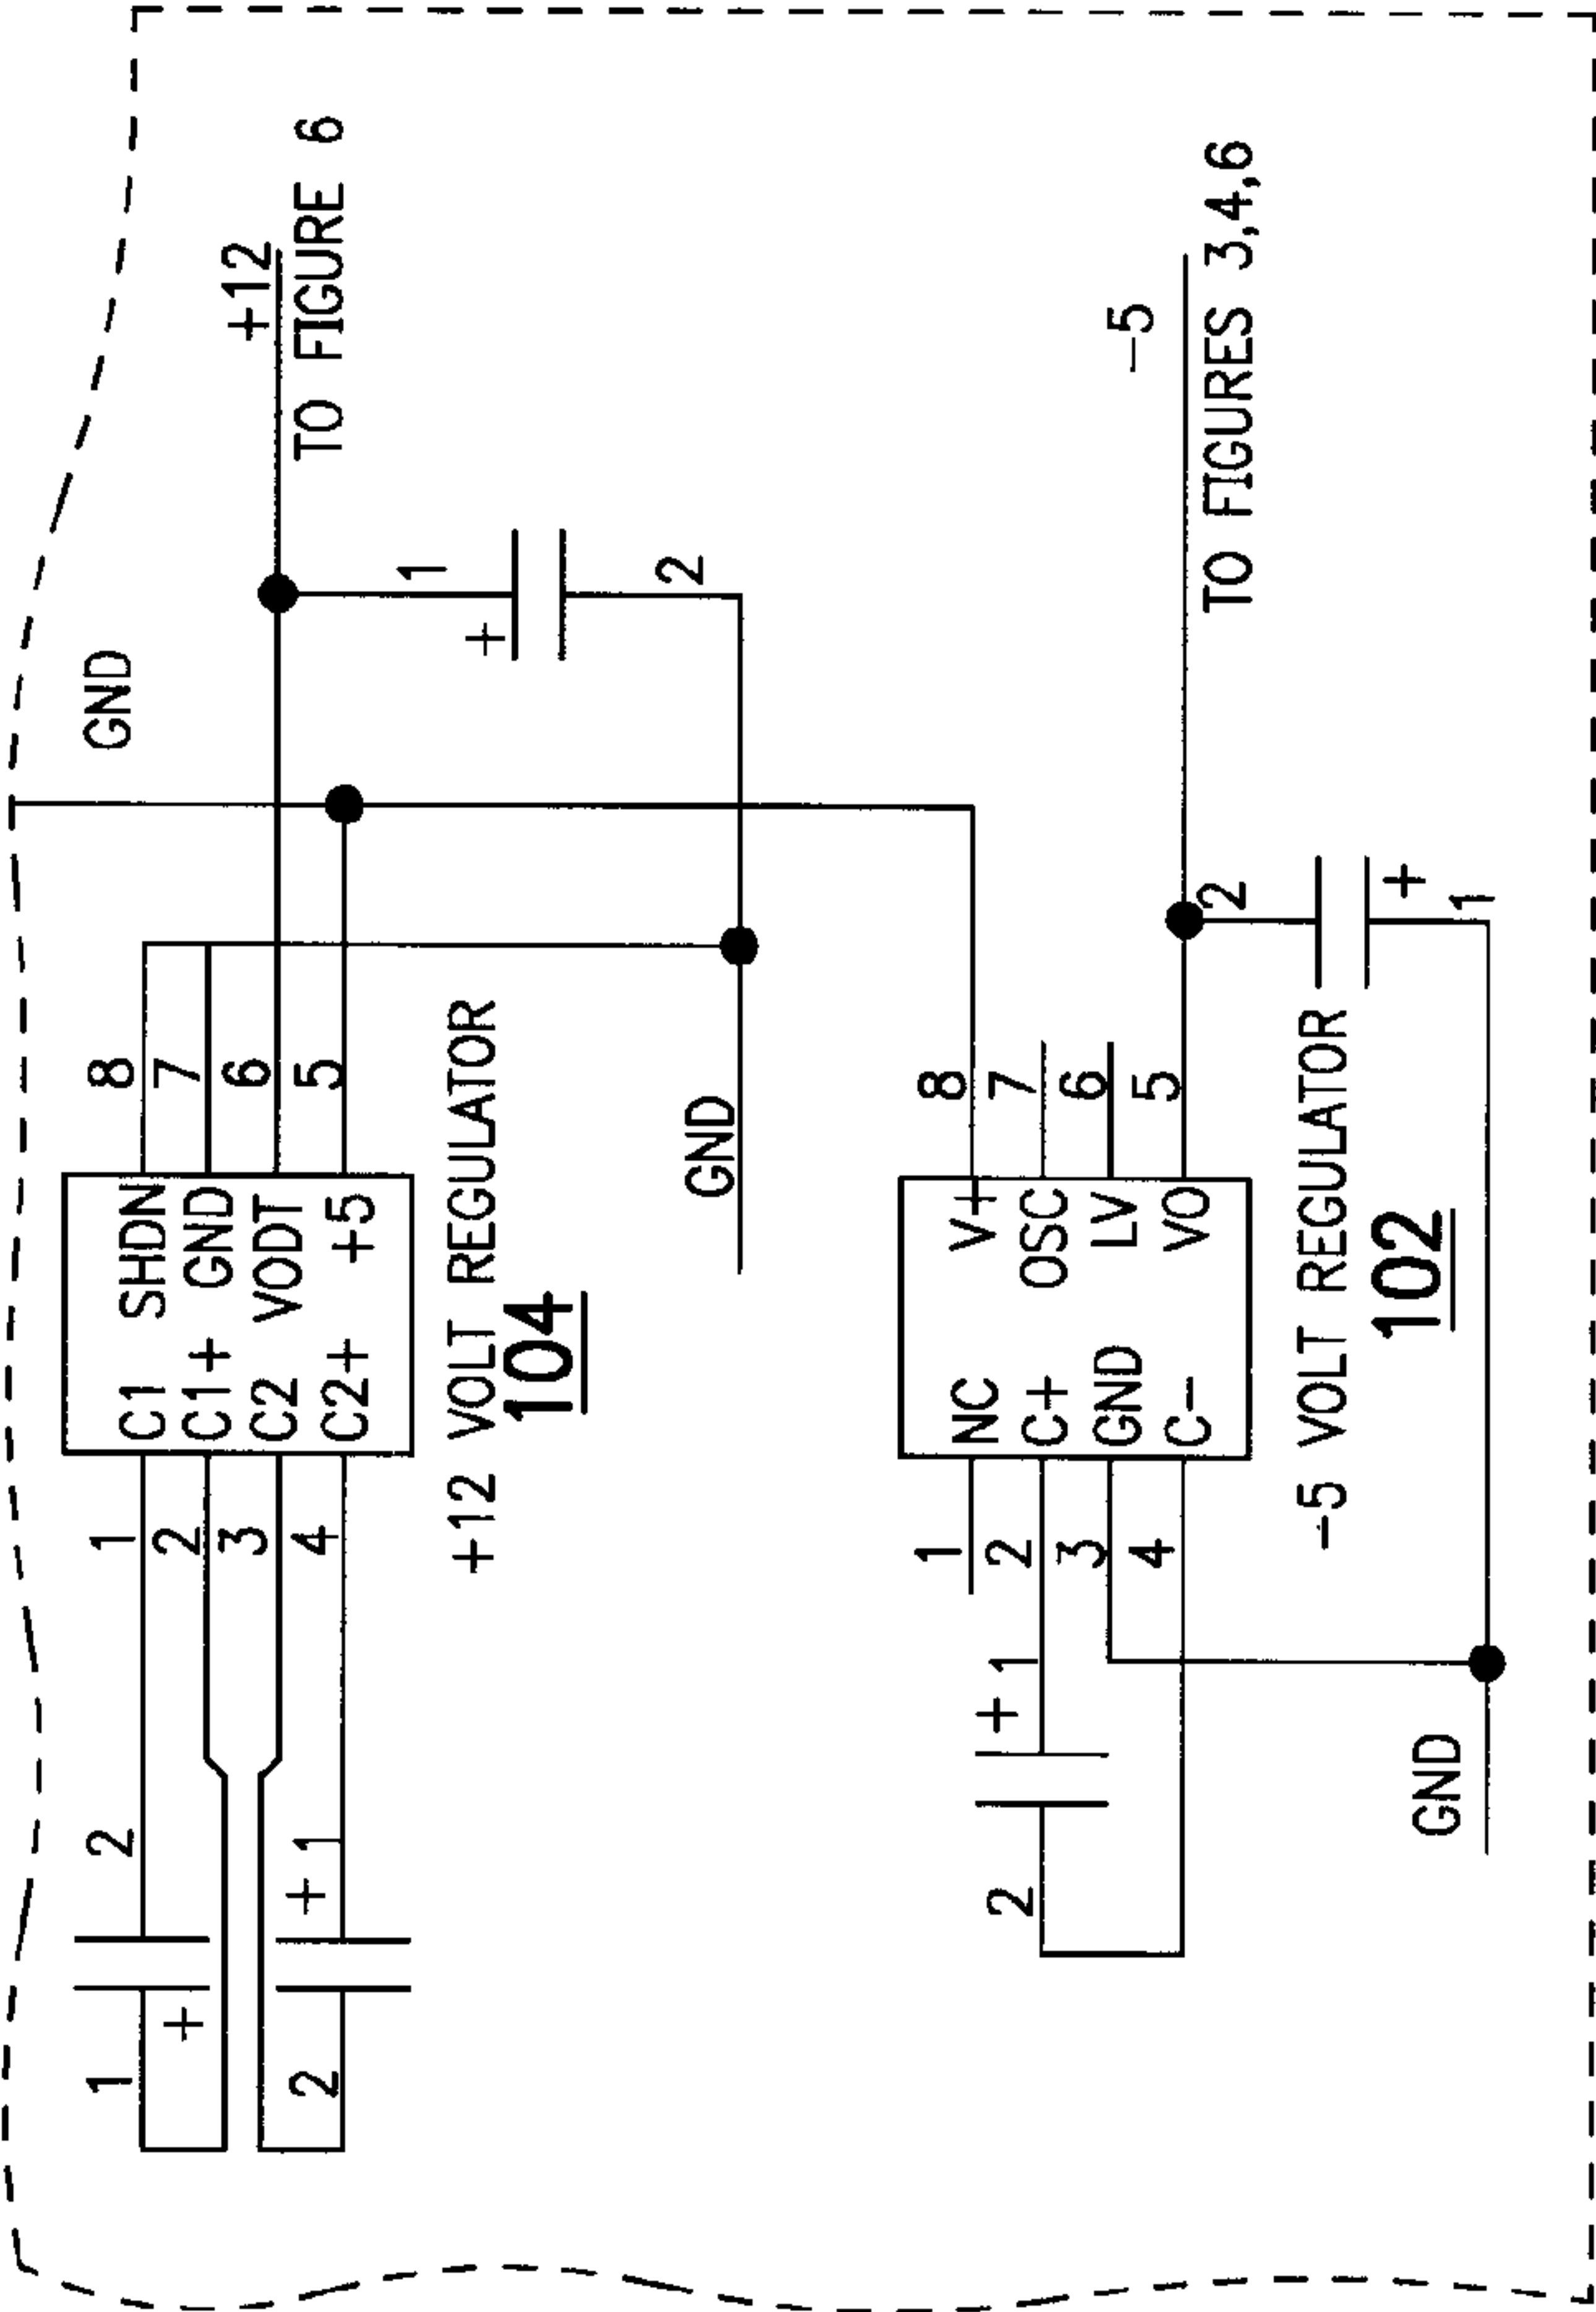 GND
+12
TO FIGURE 6
1 C1 SHDN 8
2 C1+ GND 7
3 C2 VODT 6
4 C2+ +5 5
2
1
+
+ 1
2
1
+
2
+12 VOLT REGULATOR
104
GND
1 NC V+ 8
2 C+ OSC 7
3 GND LV 6
4 C- VO 5
+ 1
2
-5
TO FIGURES 3,4,6
2
+
1
-5 VOLT REGULATOR
102
GND